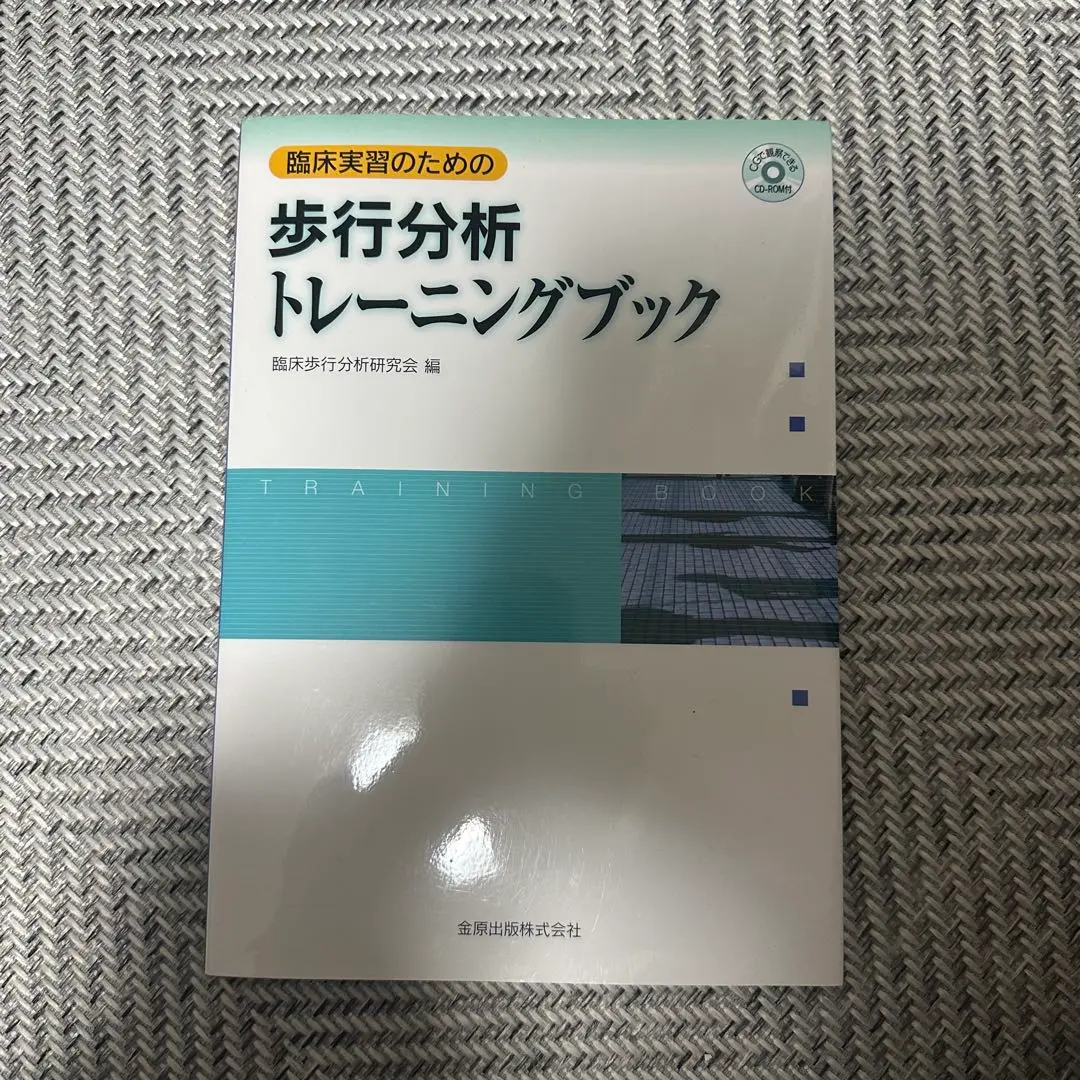 臨床実習のための
CGで観察できる
CD-ROM付
歩行分析
トレーニングブック
臨床歩行分析研究会 編
TRAINING BOOK
金原出版株式会社